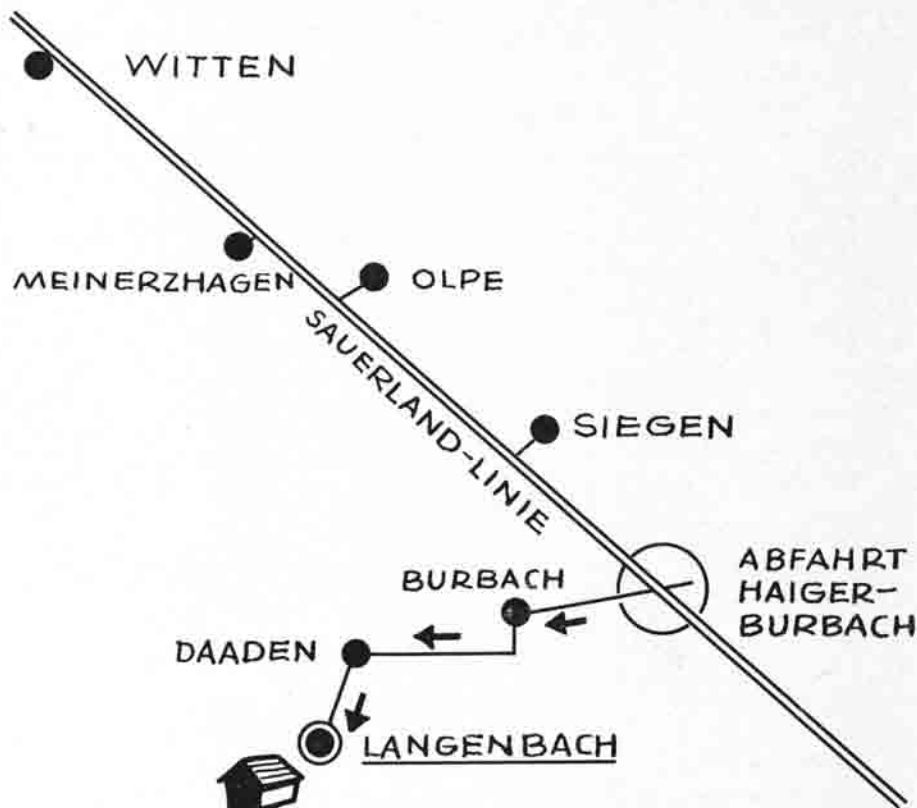 WITTEN
MEINERZHAGEN
OLPE
SAUERLAND-LINIE
SIEGEN
ABFAHRT
HAIGER-
BURBACH
BURBACH
DAADEN
LANGENBACH